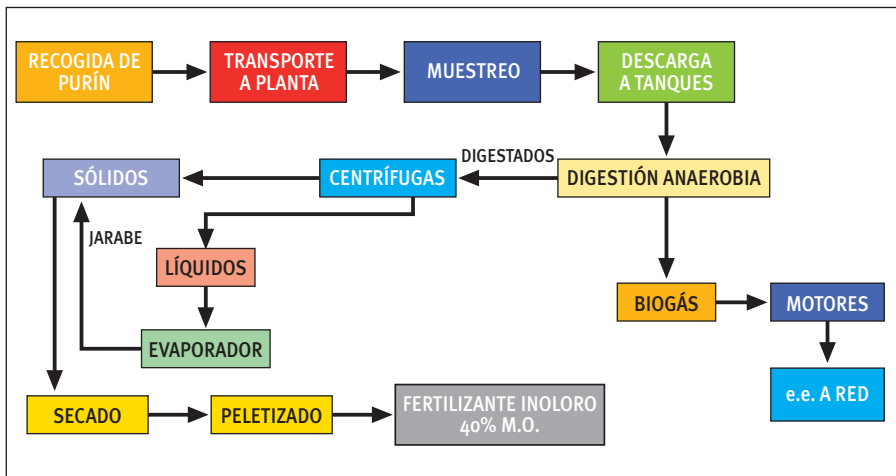 RECOGIDA DE
PURÍN
TRANSPORTE
A PLANTA
MUESTREO
DESCARGA
A TANQUES
DIGESTADOS
SÓLIDOS
CENTRÍFUGAS
DIGESTIÓN ANAEROBIA
JARABE
LÍQUIDOS
BIOGÁS
MOTORES
EVAPORADOR
SECADO
PELETIZADO
FERTILIZANTE INOLORO
40% M.O.
e.e. A RED